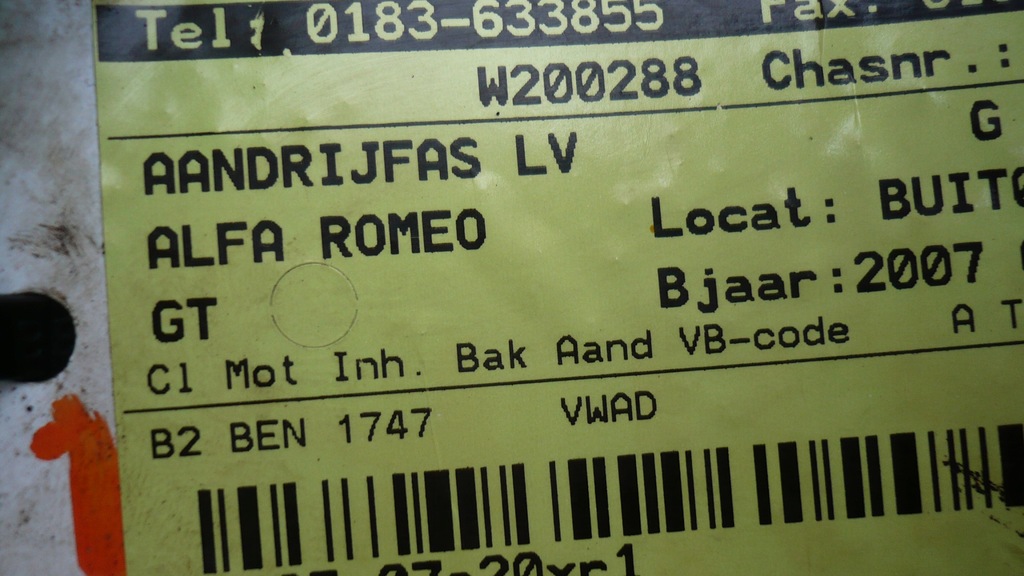 Tel: 0183-633855 Fax:
W200288 Chasnr.:
AANDRIJFAS LV G
ALFA ROMEO Locat: BUIT
GT Bjaar:2007
Cl Mot Inh. Bak Aand VB-code A T
B2 BEN 1747 VWAD